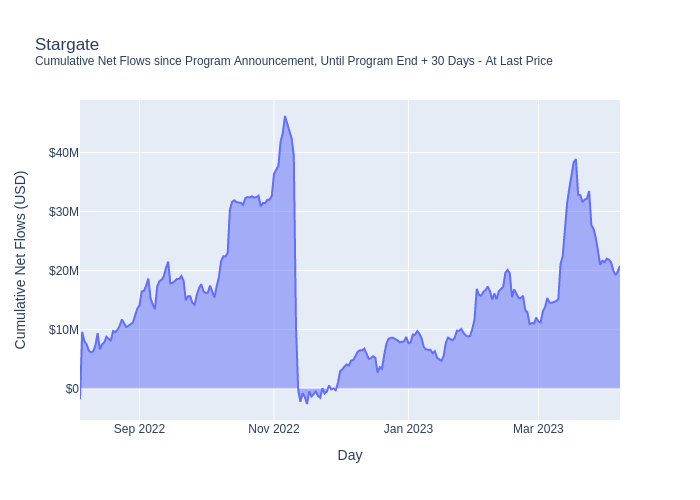 Stargate
Cumulative Net Flows since Program Announcement, Until Program End + 30 Days - At Last Price
$40M
$30M
$20M
$10M
$0
Cumulative Net Flows (USD)
Sep 2022
Nov 2022
Jan 2023
Mar 2023
Day